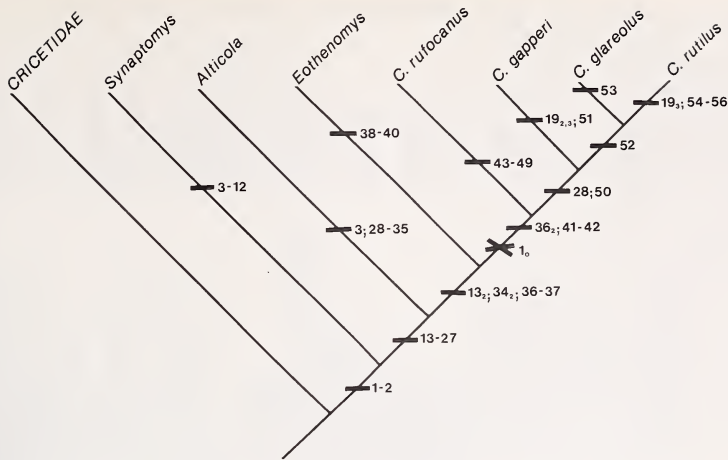 CRICETIDAE
Synaptomys
Alticola
Eothenomys
C. rufocanus
C. gapperi
C. glareolus
C. rutilus
53
19₃; 54-56
19₂,₃; 51
38-40
52
43-49
3-12
28; 50
3; 28-35
36₂; 41-42
1₀
13₂; 34₂; 36-37
13-27
1-2